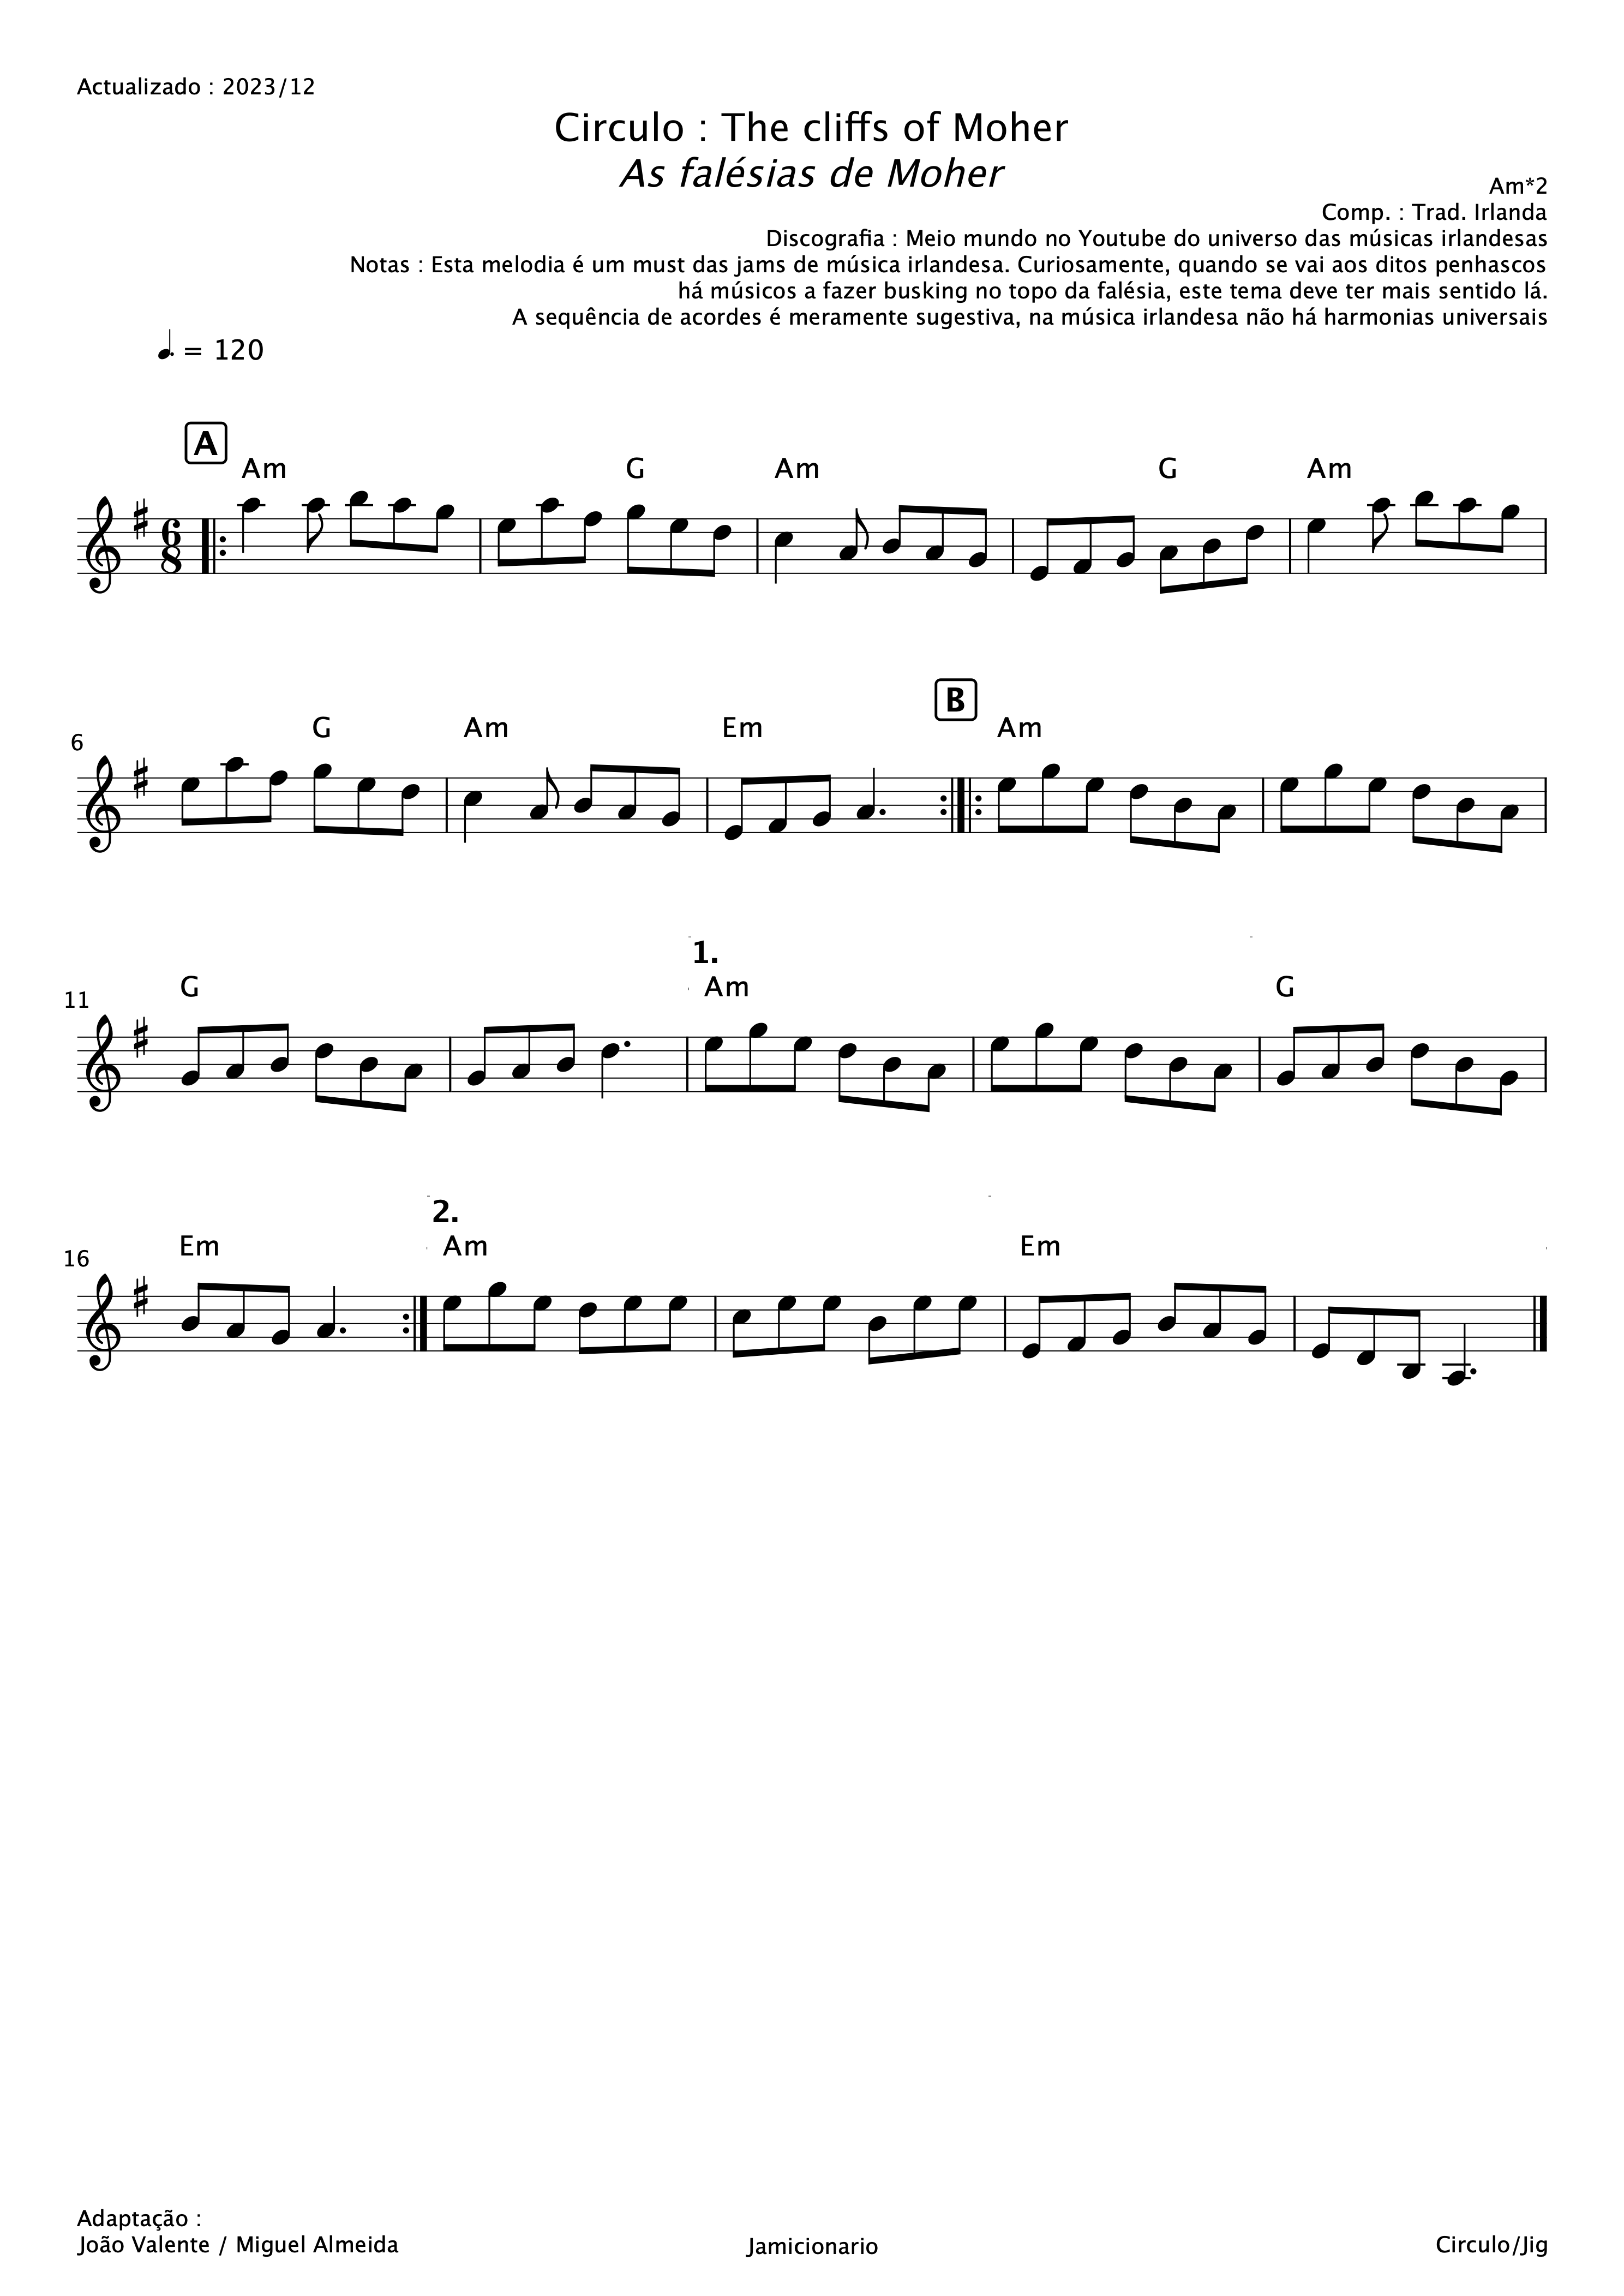 Actualizado : 2023/12
Circulo : The cliffs of Moher
As falésias de Moher
Am*2
Comp. : Trad. Irlanda
Discografia : Meio mundo no Youtube do universo das músicas irlandesas
Notas : Esta melodia é um must das jams de música irlandesa. Curiosamente, quando se vai aos ditos penhascos
há músicos a fazer busking no topo da falésia, este tema deve ter mais sentido lá.
A sequência de acordes é meramente sugestiva, na música irlandesa não há harmonias universais
= 120
A
Am G Am G Am
6 8
B
6 G Am Em Am
1.
11 G Am G
2.
16 Em Am Em
Adaptação :
João Valente / Miguel Almeida
Jamicionario
Circulo/Jig